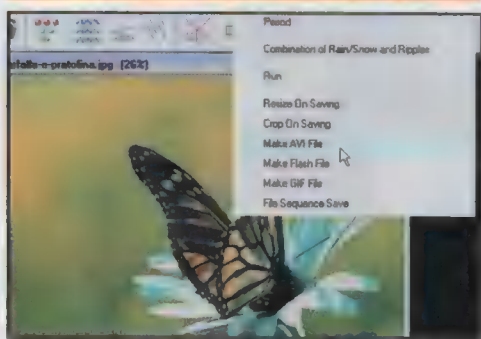 Period
Combination of Rain/Snow and Ripples
Run
Resize On Saving
Crop On Saving
Make AVI File
Make Flash File
Make GIF File
File Sequence Save
-e-pratolina.jpg [26%]